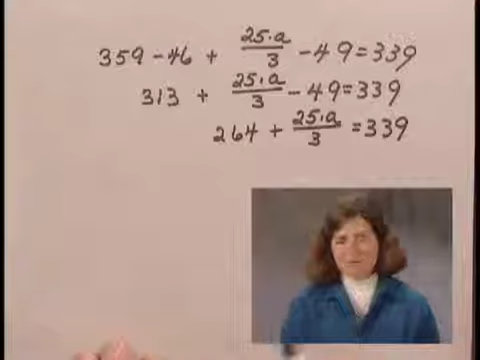 359 - 46 + 25·a/3 - 49 = 339
313 + 25·a/3 - 49 = 339
264 + 25·a/3 = 339